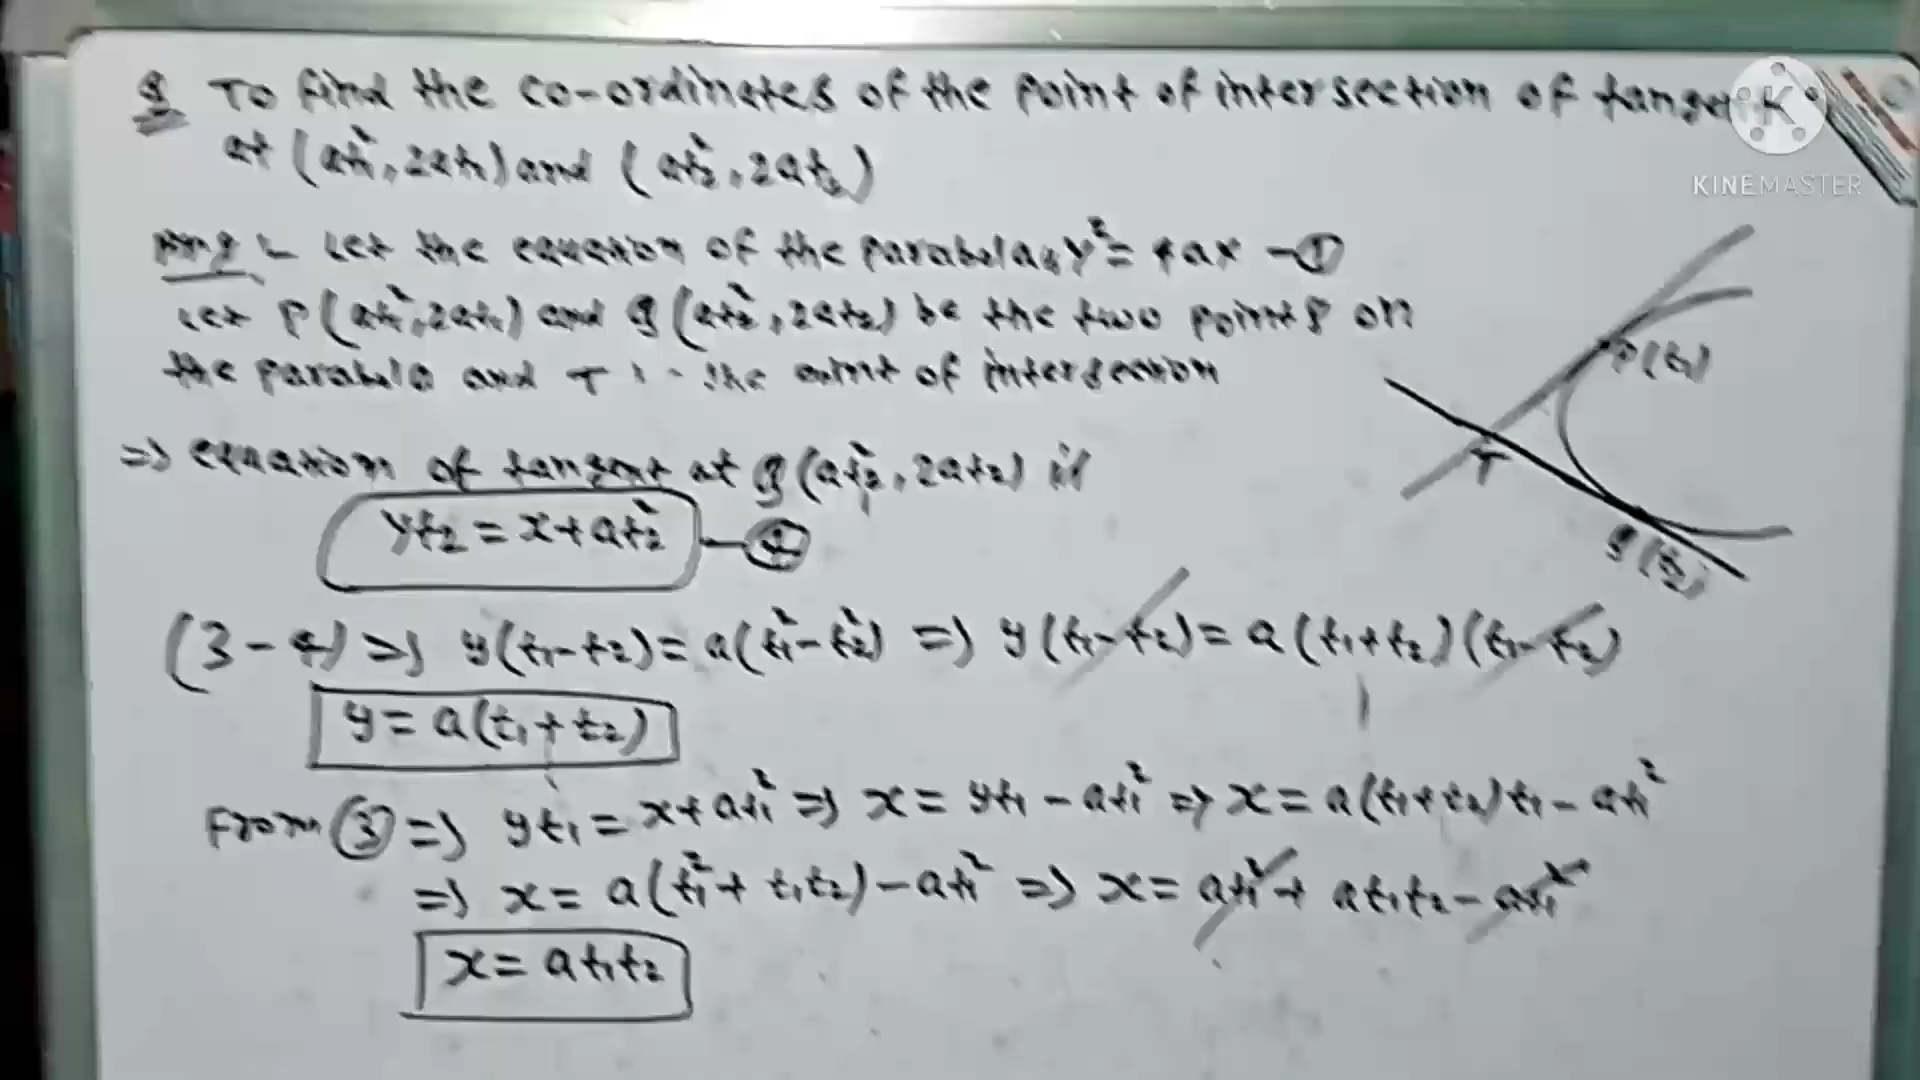 Q To find the co-ordinates of the point of intersection of tangent
at (at₁², 2at₁) and (at₂², 2at₂)
Ans :- Let the equation of the parabola is y² = 4ax -①
Let P(at₁², 2at₁) and Q(at₂², 2at₂) be the two points on
the parabola and T the point of intersection
=> equation of tangent at Q(at₂², 2at₂) is
yt₂ = x + at₂² -④
(3-4) => y(t₁-t₂) = a(t₁²-t₂²) => y(t₁-t₂) = a(t₁+t₂)(t₁-t₂)
y = a(t₁+t₂)
From ③ => yt₁ = x + at₁² => x = yt₁ - at₁² => x = a(t₁+t₂)t₁ - at₁²
=> x = a(t₁² + t₁t₂) - at₁² => x = at₁² + at₁t₂ - at₁²
x = at₁t₂
P(t₁)
T
Q(t₂)
K
KINEMASTER